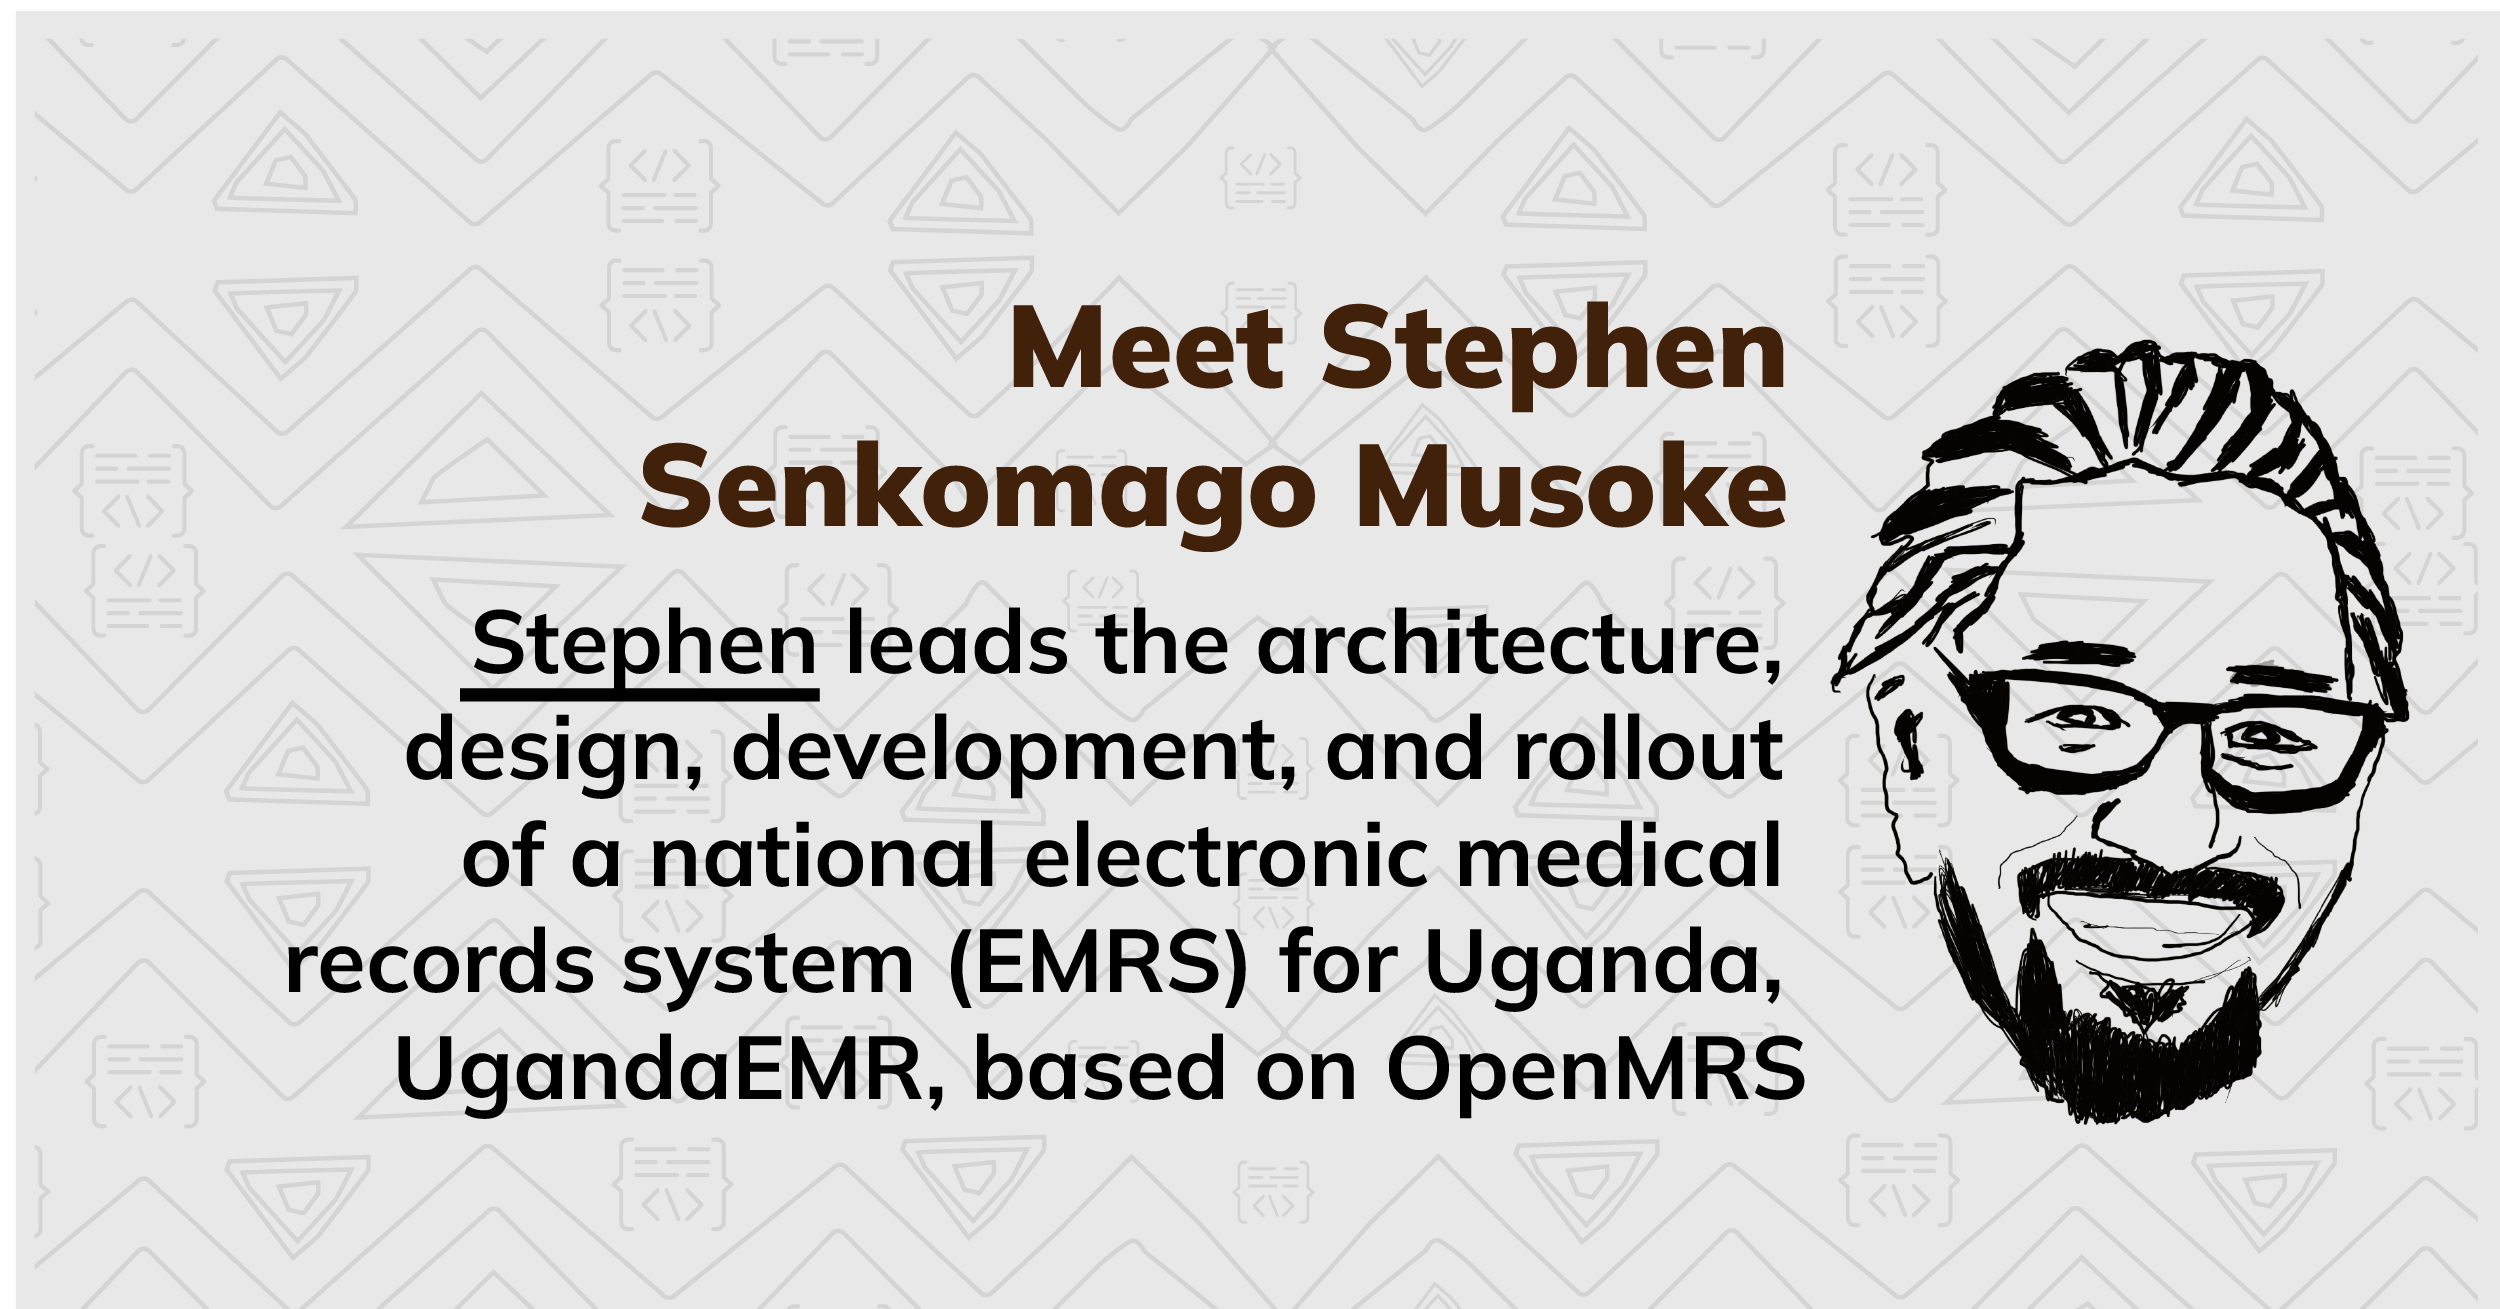 Meet Stephen
Senkomago Musoke
Stephen leads the architecture,
design, development, and rollout
of a national electronic medical
records system (EMRS) for Uganda,
UgandaEMR, based on OpenMRS